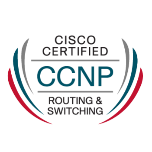 CISCO
CERTIFIED
CCNP
ROUTING &
SWITCHING